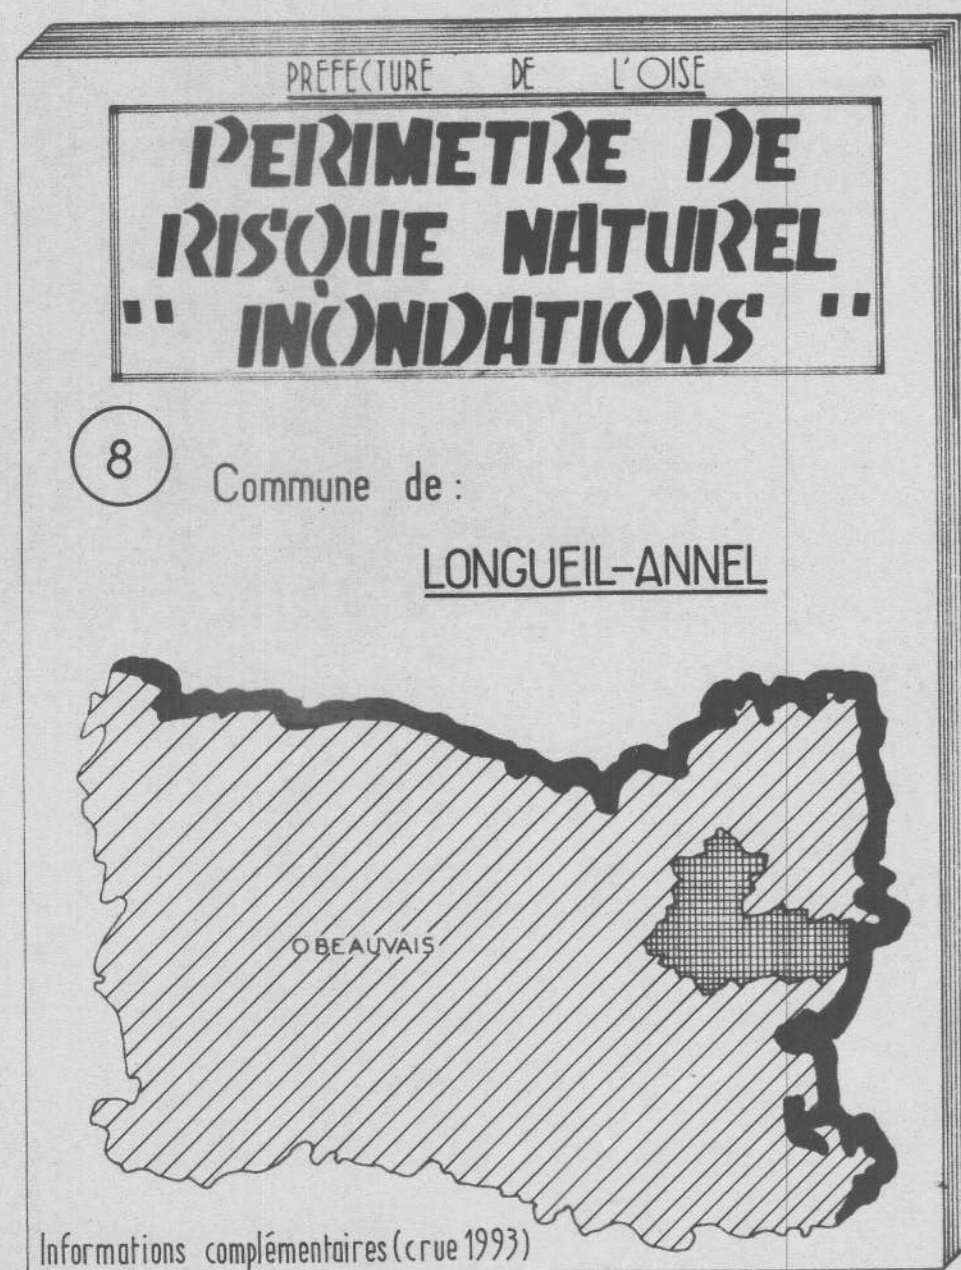 PREFECTURE DE L'OISE
PERIMETRE DE
RISQUE NATUREL
" INONDATIONS "
8
Commune de :
LONGUEIL-ANNEL
O BEAUVAIS
Informations complémentaires (crue 1993)